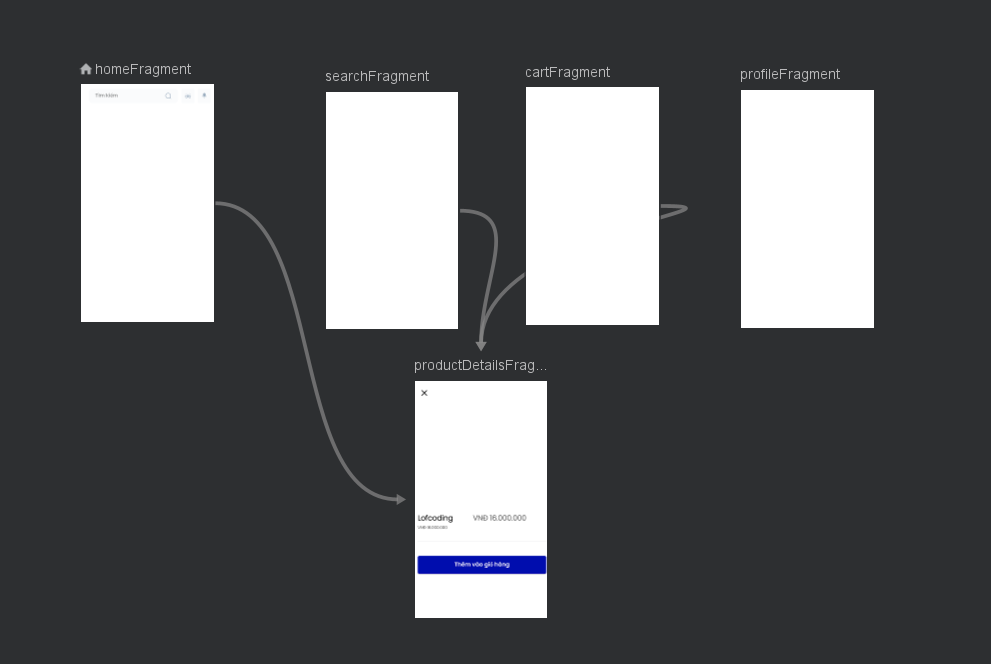 homeFragment
searchFragment
cartFragment
profileFragment
Tìm kiếm
productDetailsFrag...
Lofcoding
VNĐ 16.000.000
Thêm vào giỏ hàng